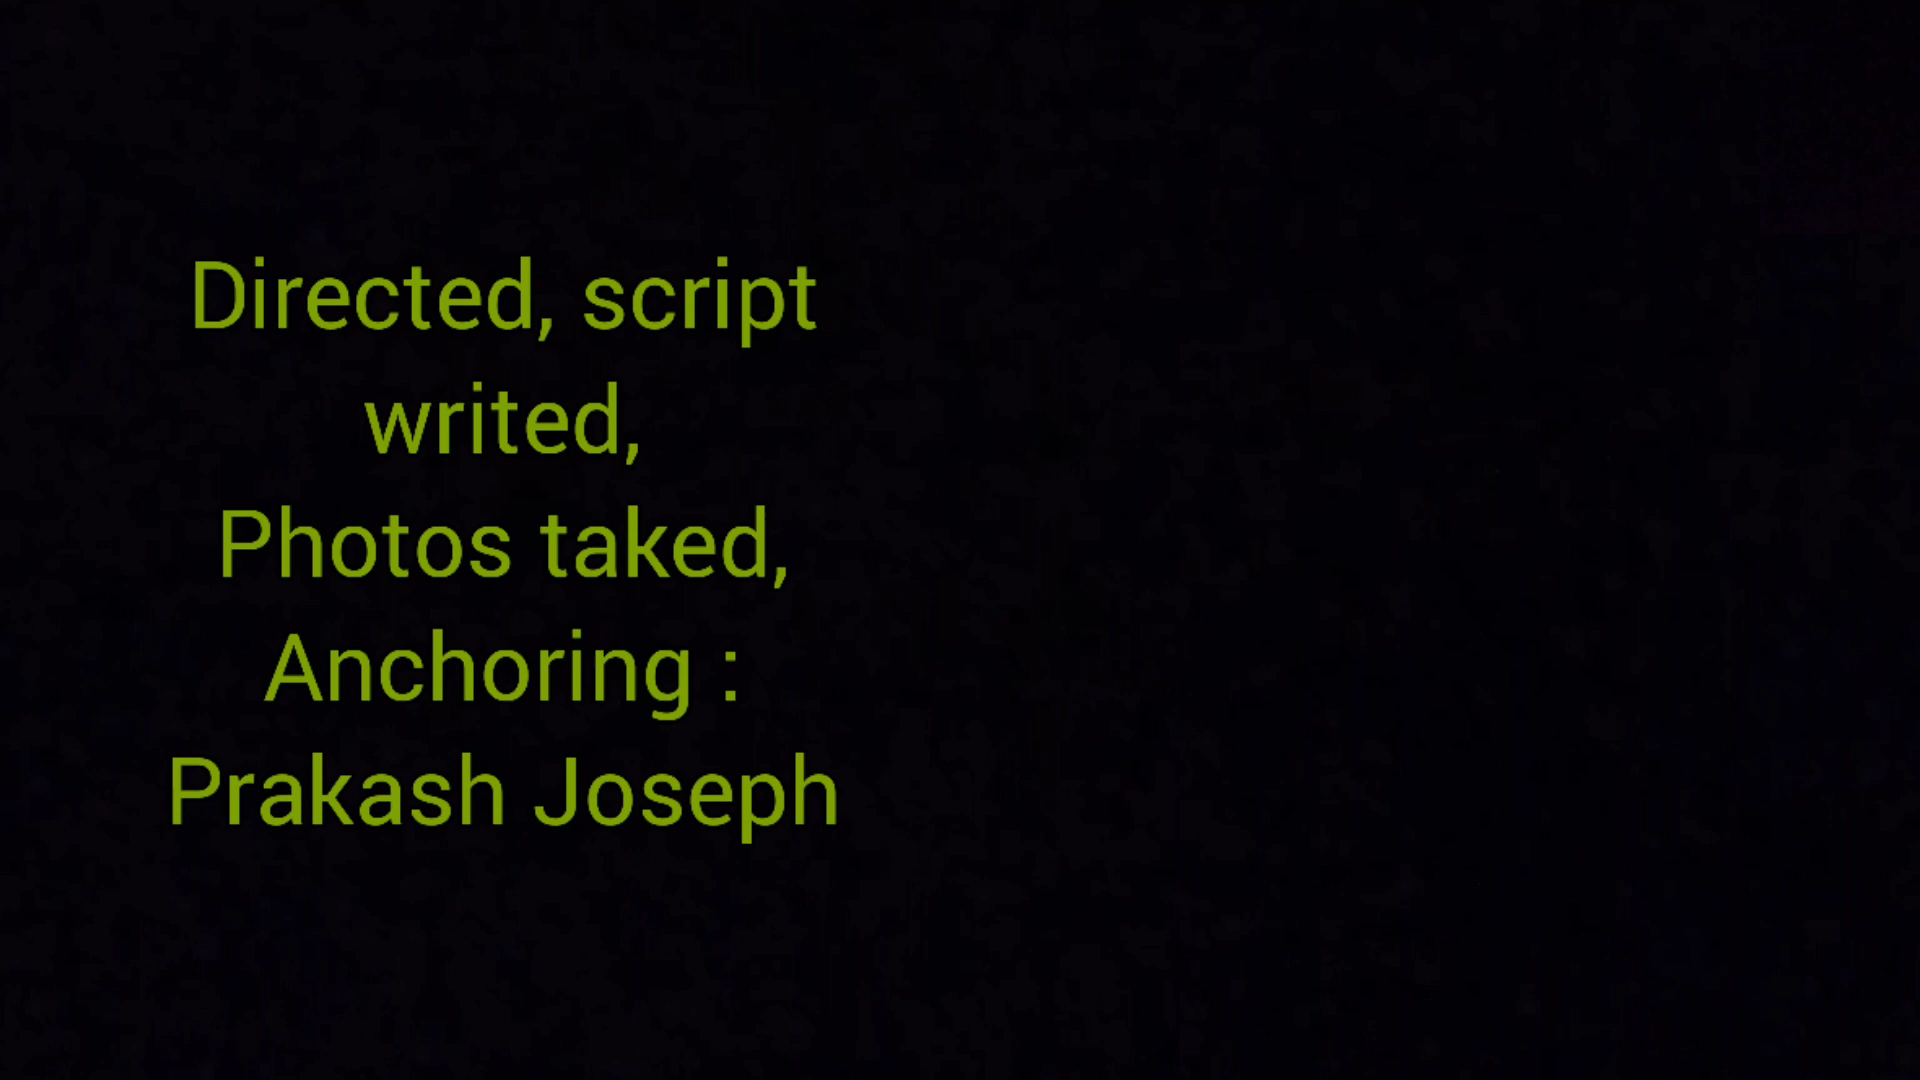 Directed, script
writed,
Photos taked,
Anchoring :
Prakash Joseph